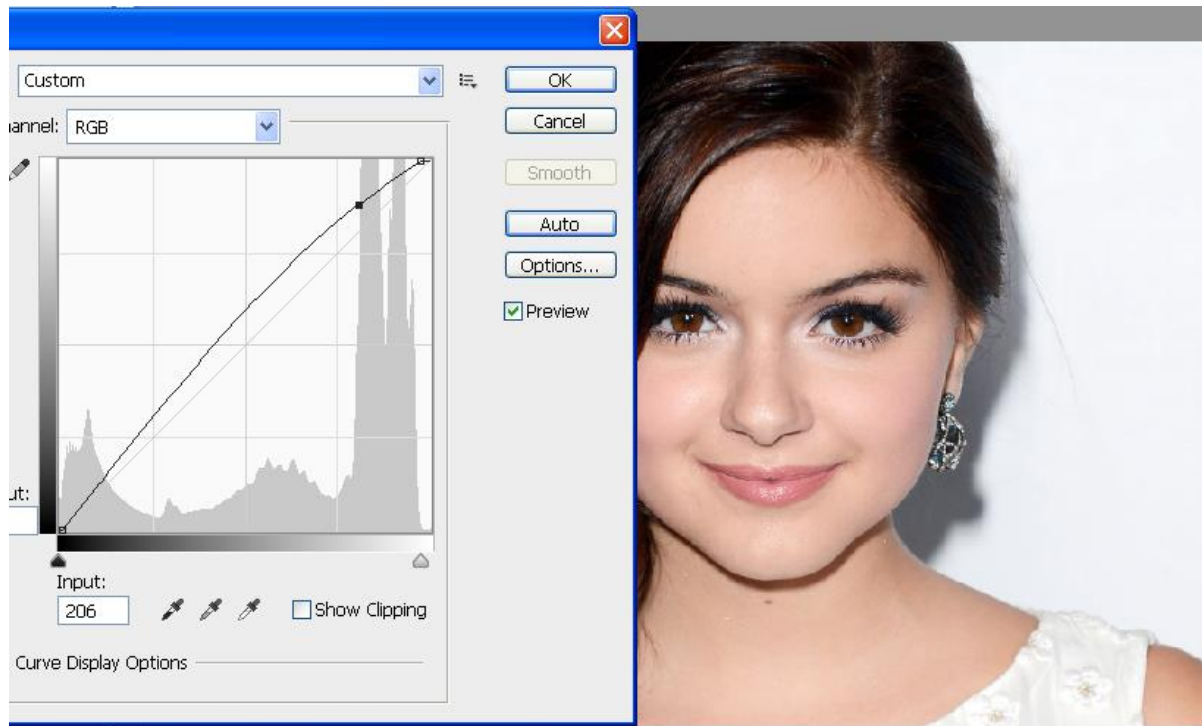 Custom
OK
annel: RGB
Cancel
Smooth
Auto
Options...
Preview
ut:
Input:
206
Show Clipping
Curve Display Options